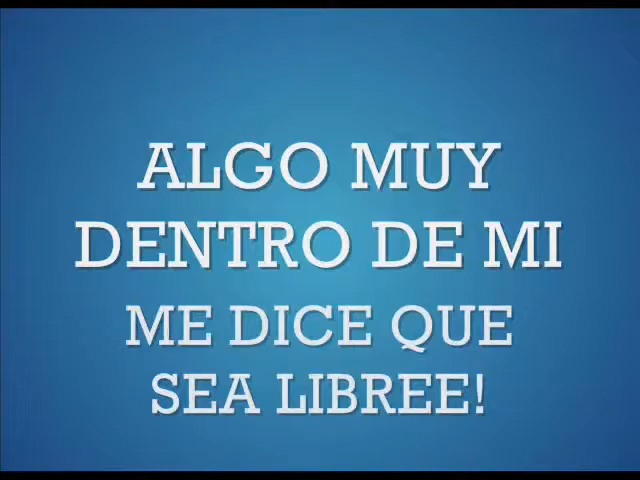 ALGO MUY
DENTRO DE MI
ME DICE QUE
SEA LIBREE!